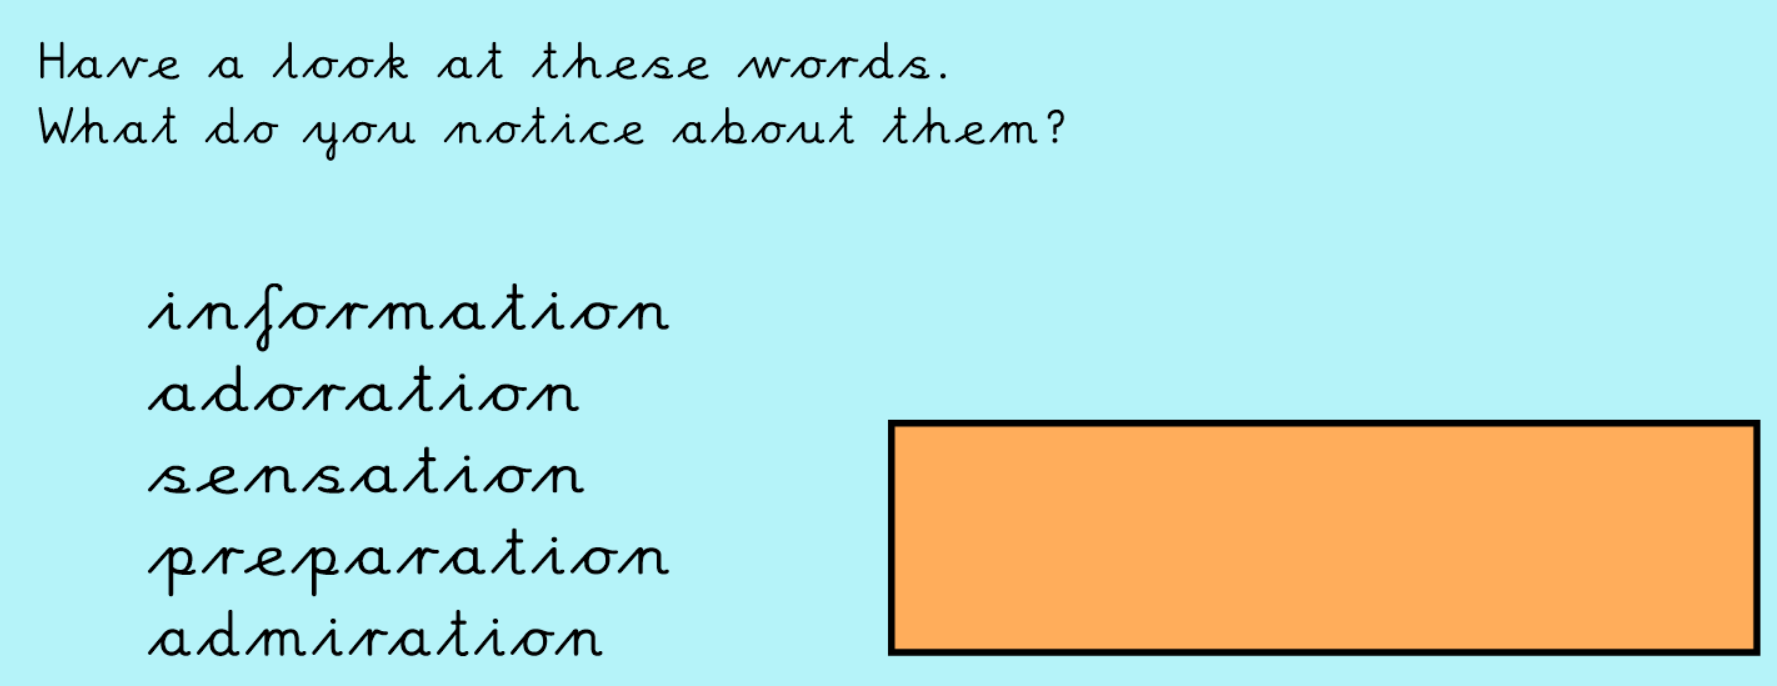 Have a look at these words.
What do you notice about them?
information
adoration
sensation
preparation
admiration